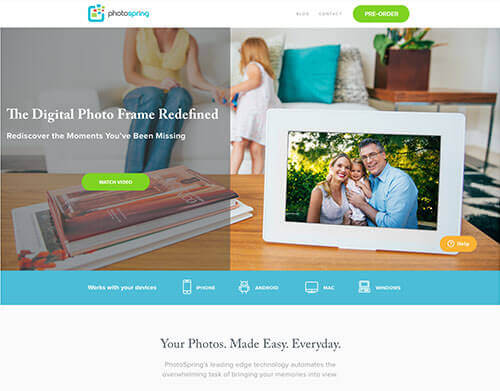 photospring
BLOG
CONTACT
PRE-ORDER
The Digital Photo Frame Redefined
Rediscover the Moments You've Been Missing
WATCH VIDEO
Help
Works with your devices
IPHONE
ANDROID
MAC
WINDOWS
Your Photos. Made Easy. Everyday.
PhotoSpring's leading edge technology automates the
overwhelming task of bringing your memories into view.